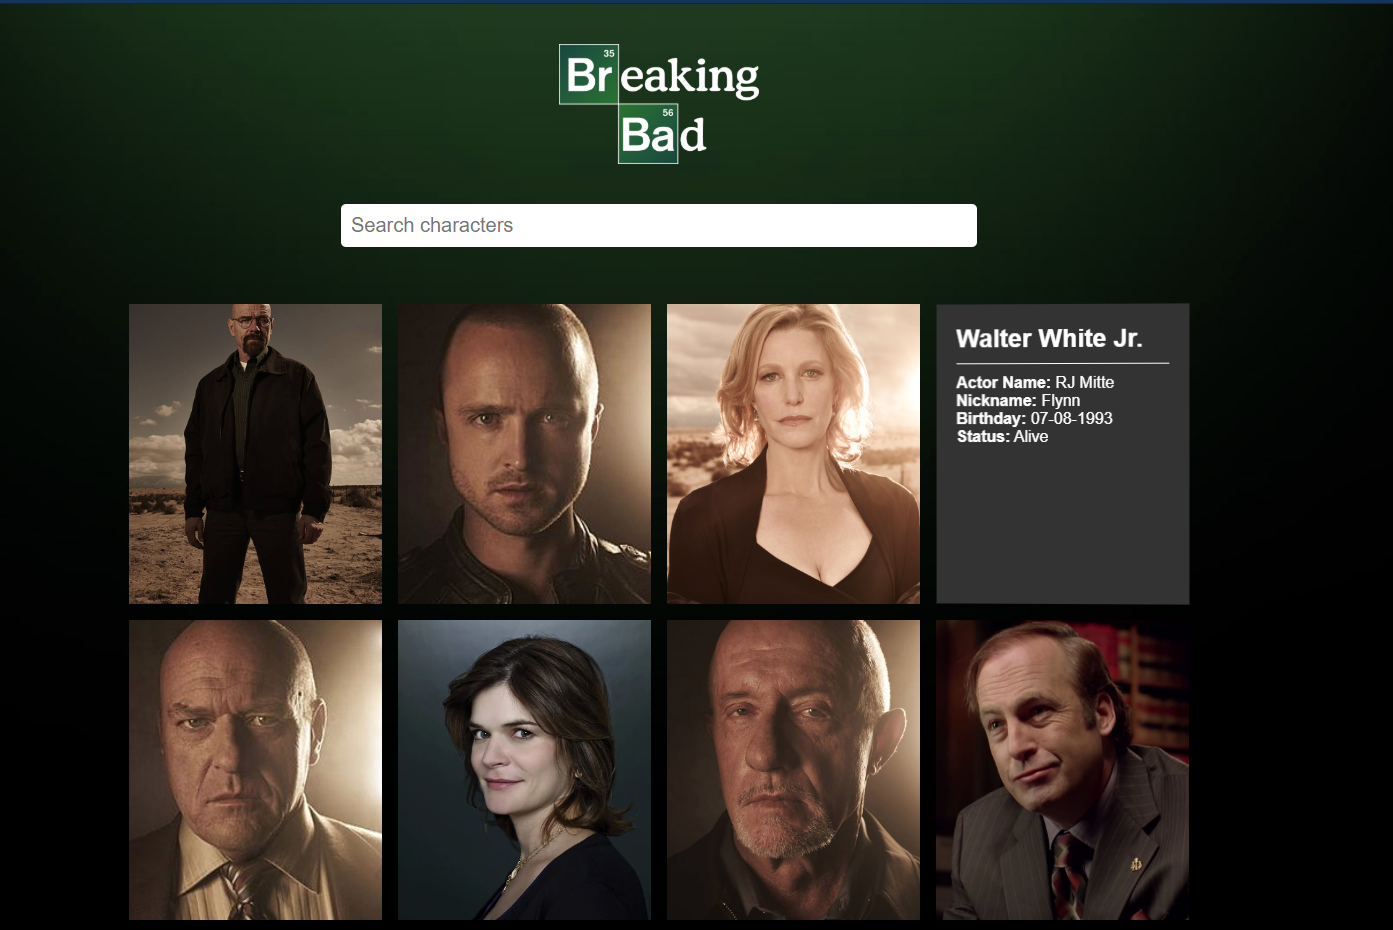 35
Breaking
56
Bad
Search characters
Walter White Jr.
Actor Name: RJ Mitte
Nickname: Flynn
Birthday: 07-08-1993
Status: Alive